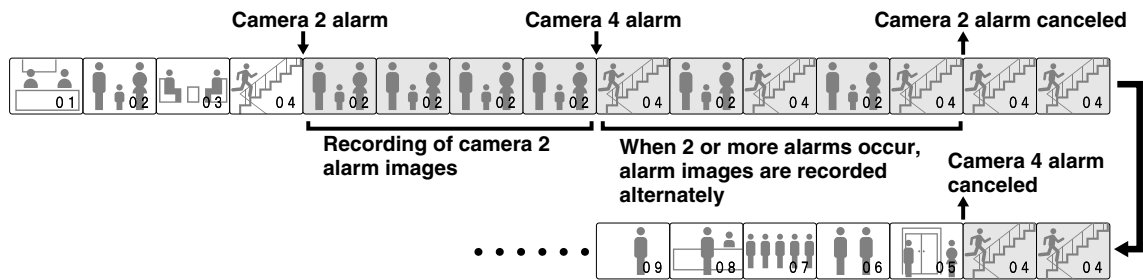 Camera 2 alarm
Camera 4 alarm
Camera 2 alarm canceled
01 02 03 04 02 02 02 02 04 02 04 02 04 04 04
Recording of camera 2
alarm images
When 2 or more alarms occur,
alarm images are recorded
alternately
Camera 4 alarm
canceled
09 08 07 06 05 04 04